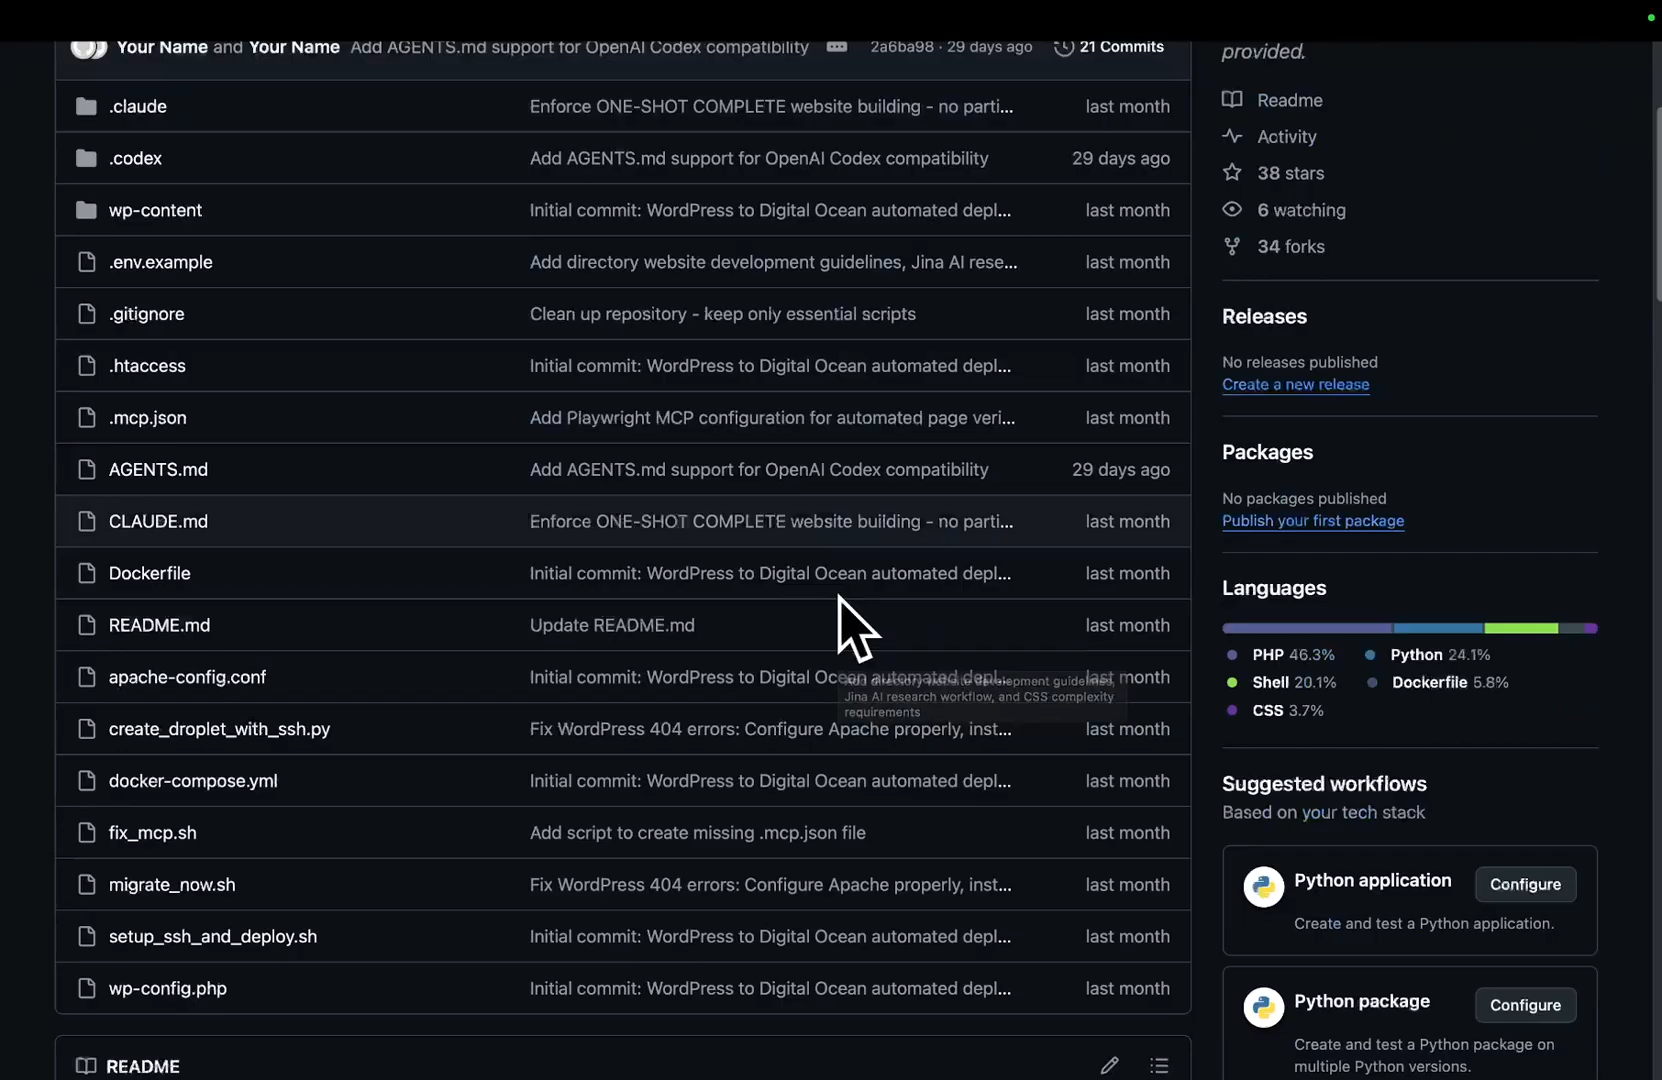 Your Name and Your Name Add AGENTS.md support for OpenAI Codex compatibility 2a6ba98 · 29 days ago 21 Commits
.claude Enforce ONE-SHOT COMPLETE website building - no parti... last month
.codex Add AGENTS.md support for OpenAI Codex compatibility 29 days ago
wp-content Initial commit: WordPress to Digital Ocean automated depl... last month
.env.example Add directory website development guidelines, Jina AI rese... last month
.gitignore Clean up repository - keep only essential scripts last month
.htaccess Initial commit: WordPress to Digital Ocean automated depl... last month
.mcp.json Add Playwright MCP configuration for automated page veri... last month
AGENTS.md Add AGENTS.md support for OpenAI Codex compatibility 29 days ago
CLAUDE.md Enforce ONE-SHOT COMPLETE website building - no parti... last month
Dockerfile Initial commit: WordPress to Digital Ocean automated depl... last month
README.md Update README.md last month
apache-config.conf Initial commit: WordPress to Digital Ocean automated depl... last month
Add directory website development guidelines,
Jina AI research workflow, and CSS complexity
requirements
create_droplet_with_ssh.py Fix WordPress 404 errors: Configure Apache properly, inst... last month
docker-compose.yml Initial commit: WordPress to Digital Ocean automated depl... last month
fix_mcp.sh Add script to create missing .mcp.json file last month
migrate_now.sh Fix WordPress 404 errors: Configure Apache properly, inst... last month
setup_ssh_and_deploy.sh Initial commit: WordPress to Digital Ocean automated depl... last month
wp-config.php Initial commit: WordPress to Digital Ocean automated depl... last month
README
provided.
Readme
Activity
38 stars
6 watching
34 forks
Releases
No releases published
Create a new release
Packages
No packages published
Publish your first package
Languages
PHP 46.3% Python 24.1%
Shell 20.1% Dockerfile 5.8%
CSS 3.7%
Suggested workflows
Based on your tech stack
Python application Configure
Create and test a Python application.
Python package Configure
Create and test a Python package on
multiple Python versions.